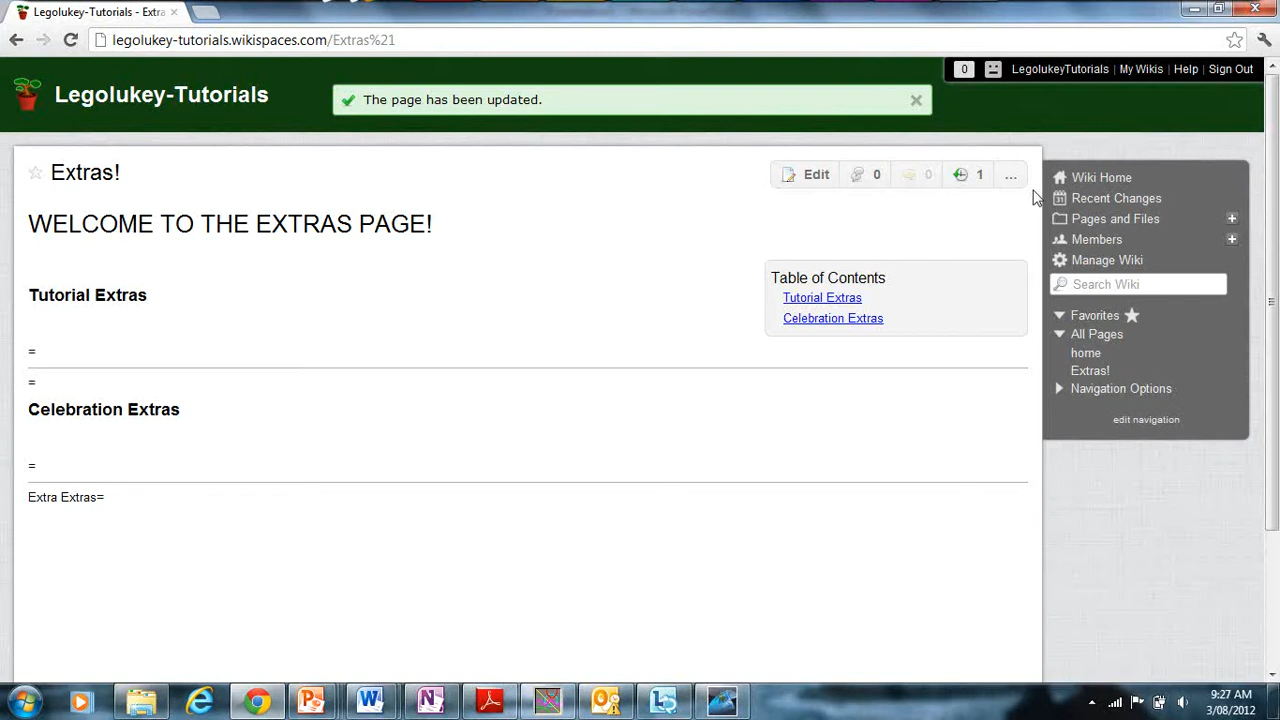 Legolukey-Tutorials - Extra
legolukey-tutorials.wikispaces.com/Extras%21
0 LegolukeyTutorials My Wikis Help Sign Out
Legolukey-Tutorials
The page has been updated.
Extras!
Edit 0 0 1 ...
WELCOME TO THE EXTRAS PAGE!
Table of Contents
Tutorial Extras
Celebration Extras
Tutorial Extras
=
=
Celebration Extras
=
Extra Extras=
Wiki Home
31 Recent Changes
Pages and Files
Members
Manage Wiki
Search Wiki
Favorites
All Pages
home
Extras!
Navigation Options
edit navigation
9:27 AM
3/08/2012